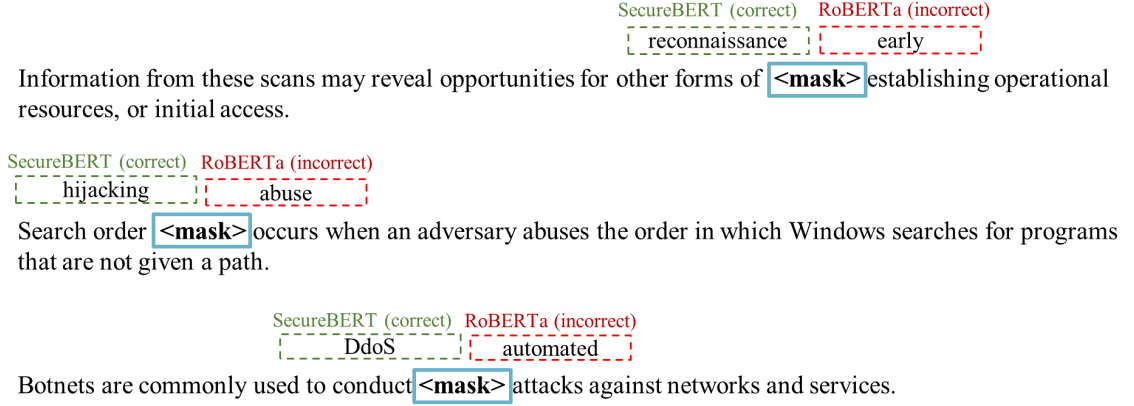 SecureBERT (correct) RoBERTa (incorrect)
reconnaissance early
Information from these scans may reveal opportunities for other forms of <mask> establishing operational
resources, or initial access.
SecureBERT (correct) RoBERTa (incorrect)
hijacking abuse
Search order <mask> occurs when an adversary abuses the order in which Windows searches for programs
that are not given a path.
SecureBERT (correct) RoBERTa (incorrect)
DdoS automated
Botnets are commonly used to conduct <mask> attacks against networks and services.